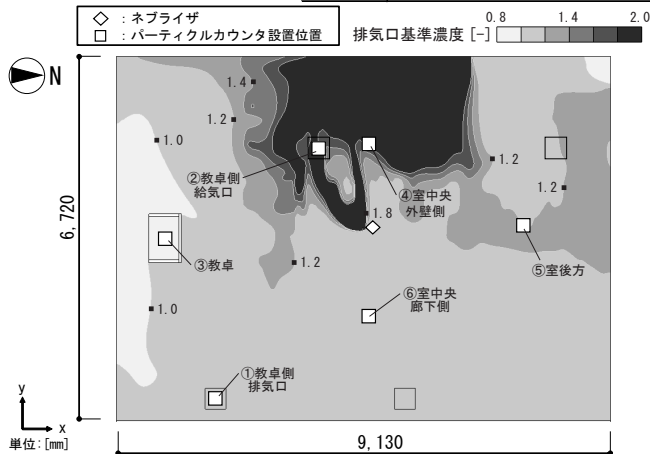 ◇ : ネブライザ
□ : パーティクルカウンタ設置位置
排気口基準濃度 [-]
0.8 1.4 2.0
N
1.4
1.2
1.0
②教卓側
給気口
④室中央
外壁側
1.2
1.2
1.8
6,720
③教卓
1.2
⑤室後方
1.0
⑥室中央
廊下側
①教卓側
排気口
y
x
単位:[mm]
9,130